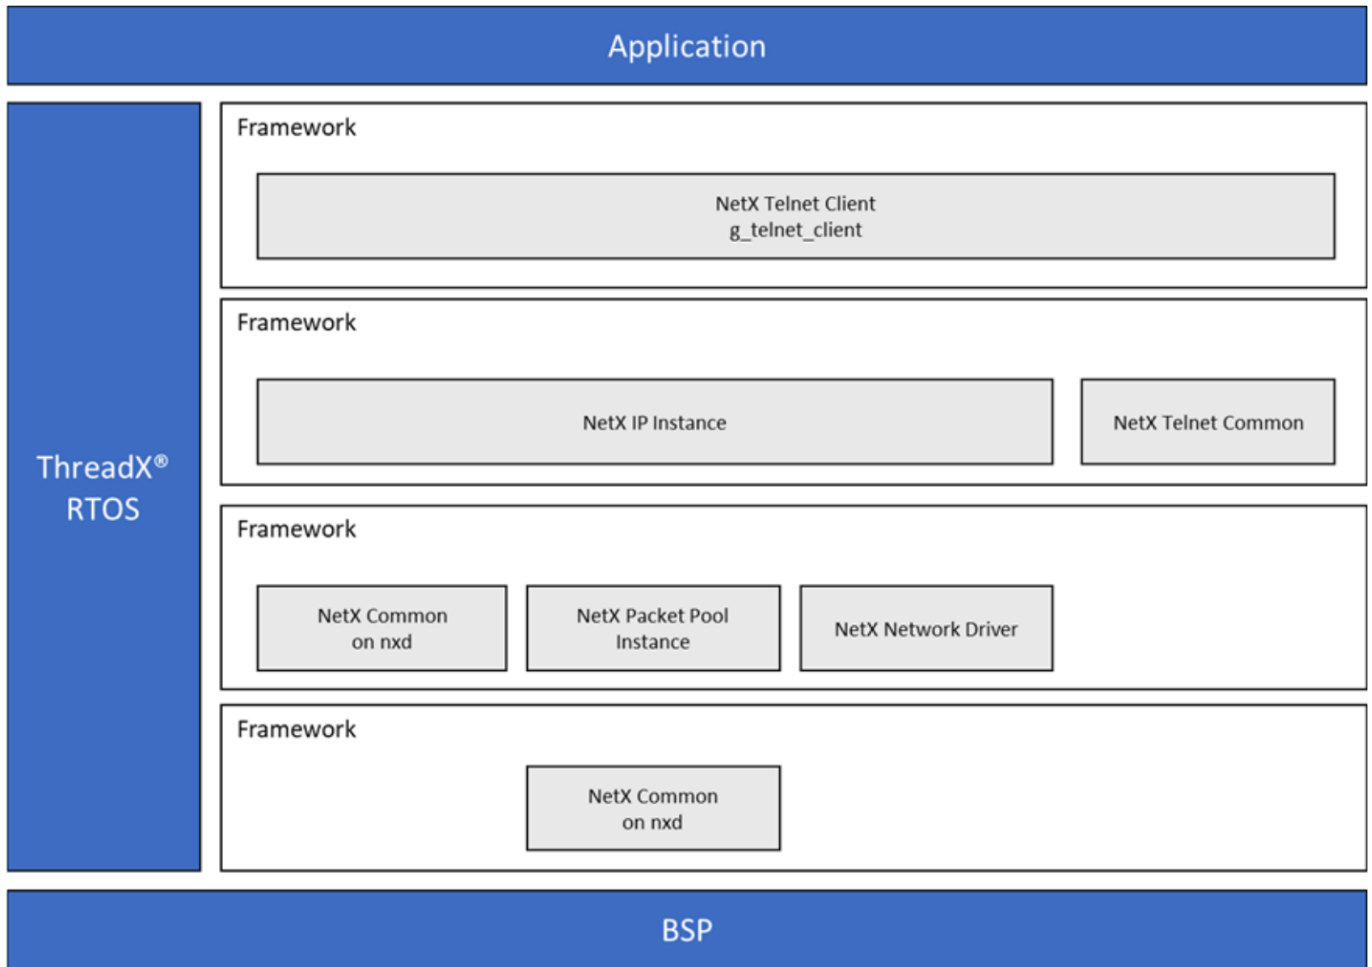 Application
ThreadX®
RTOS
Framework
NetX Telnet Client
g_telnet_client
Framework
NetX IP Instance
NetX Telnet Common
Framework
NetX Common
on nxd
NetX Packet Pool
Instance
NetX Network Driver
Framework
NetX Common
on nxd
BSP